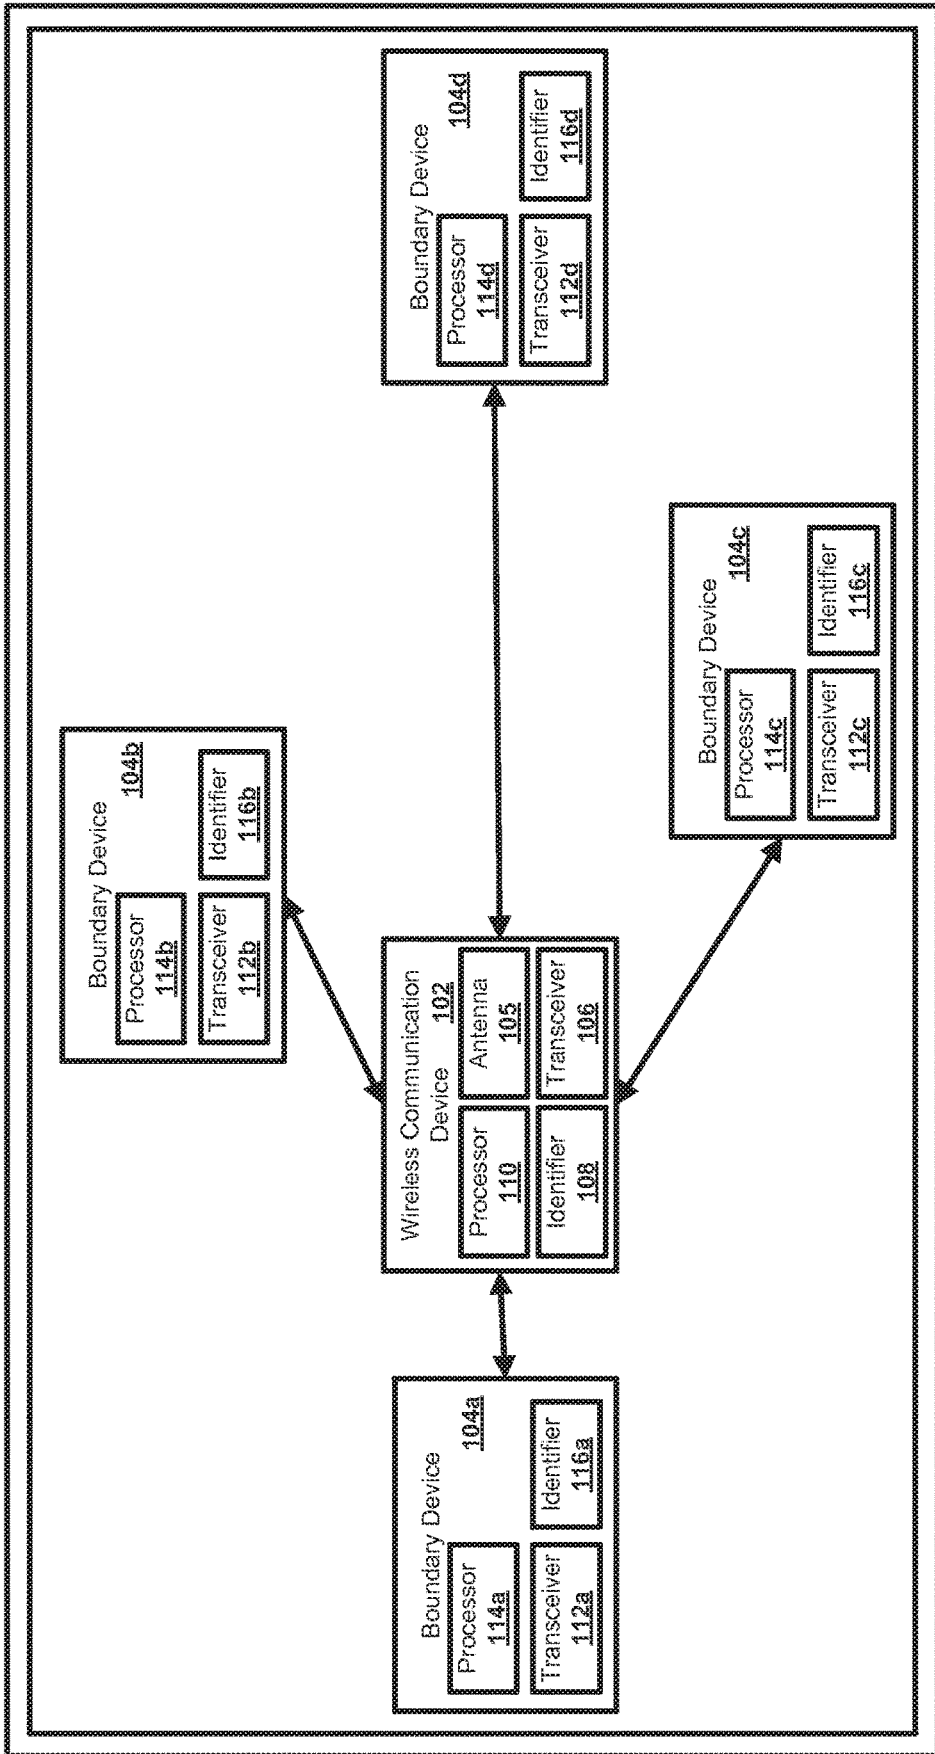 Boundary Device
104a
Processor
114a
Transceiver
112a
Identifier
116a
Boundary Device
104b
Processor
114b
Transceiver
112b
Identifier
116b
Wireless Communication
Device
102
Processor
110
Antenna
105
Identifier
108
Transceiver
106
Boundary Device
104c
Processor
114c
Transceiver
112c
Identifier
116c
Boundary Device
104d
Processor
114d
Transceiver
112d
Identifier
116d